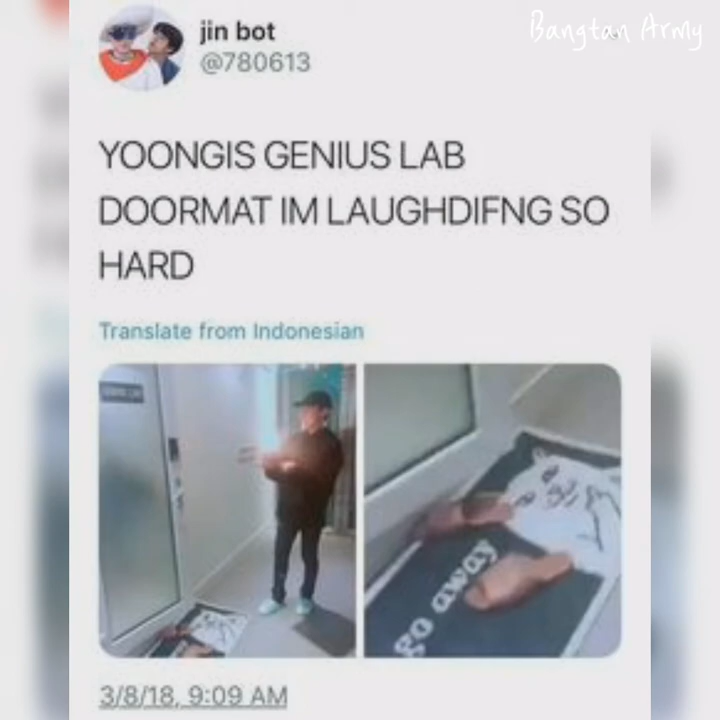 Bangtan Army
jin bot
@780613
YOONGIS GENIUS LAB
DOORMAT IM LAUGHDIFNG SO
HARD
Translate from Indonesian
go away
3/8/18, 9:09 AM